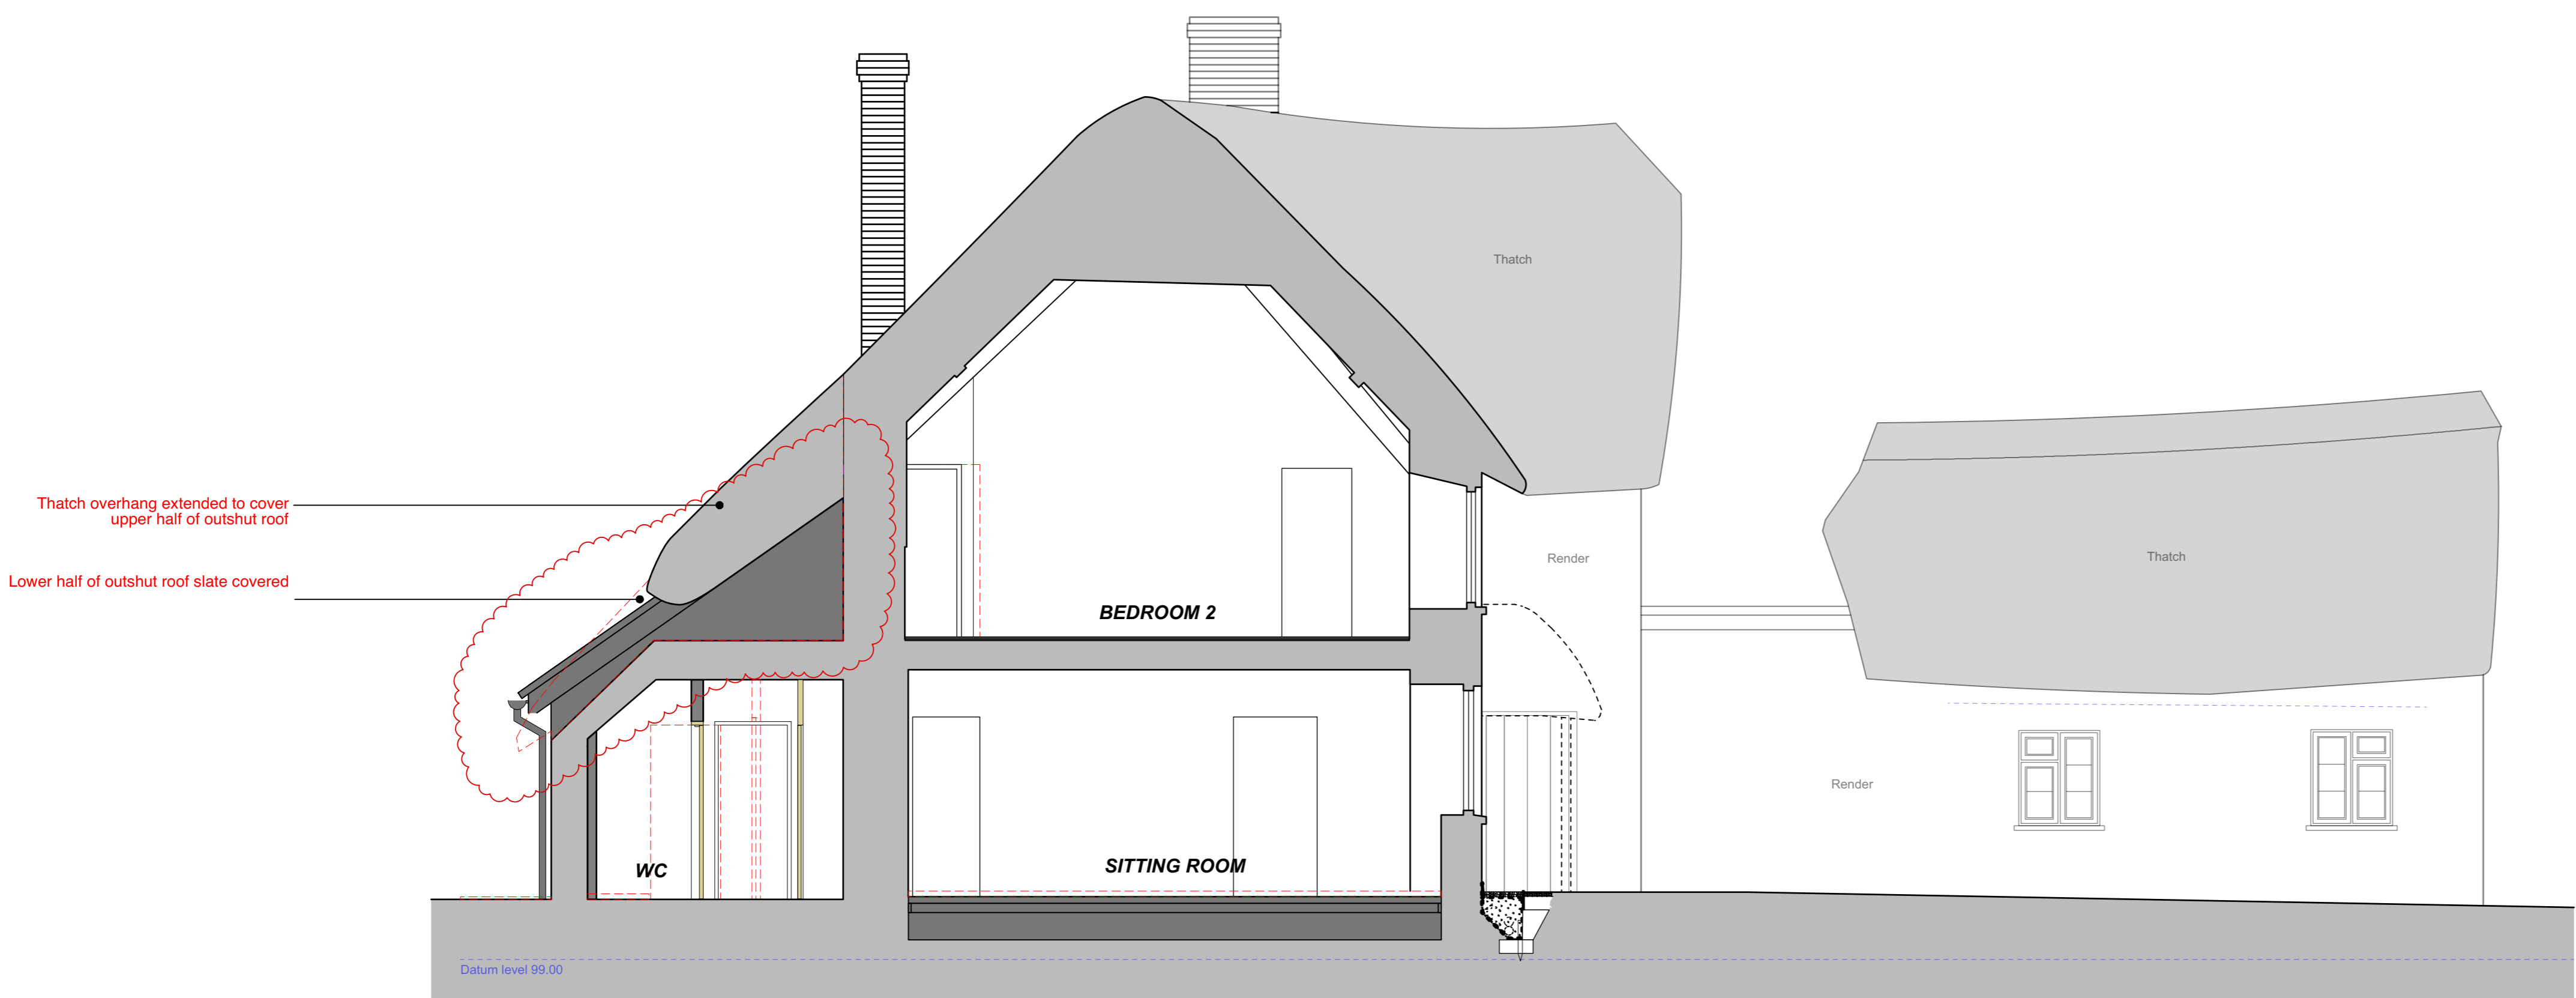 Thatch
Thatch overhang extended to cover
upper half of outshut roof
Lower half of outshut roof slate covered
Render
Thatch
BEDROOM 2
Render
WC
SITTING ROOM
Datum level 99.00